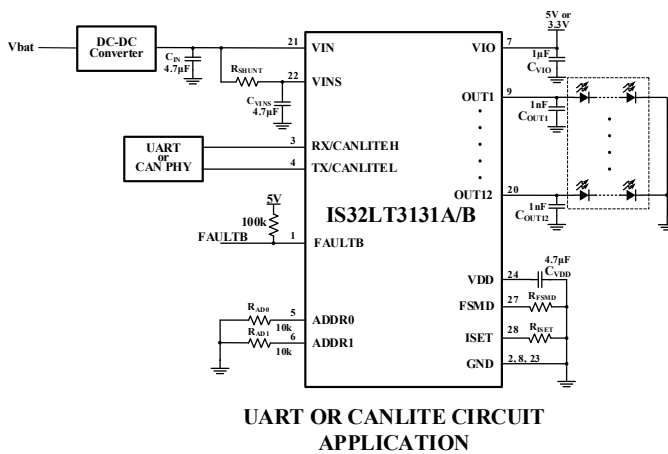 5V or
3.3V
Vbat
DC-DC
Converter
21
VIN
VIO
7
CIN
4.7µF
1µF
CVIO
RSHUNT
22
VINS
CVINS
4.7µF
OUT1
9
1nF
COUT1
UART
or
CAN PHY
3
RX/CANLITEH
4
TX/CANLITEL
OUT12
20
1nF
COUT12
IS32LT3131A/B
5V
100k
FAULTB
1
FAULTB
VDD
24
4.7µF
CVDD
FSMD
27
RFSMD
RAD0
10k
5
ADDR0
ISET
28
RISET
RAD1
10k
6
ADDR1
GND
2, 8, 23
UART OR CANLITE CIRCUIT
APPLICATION